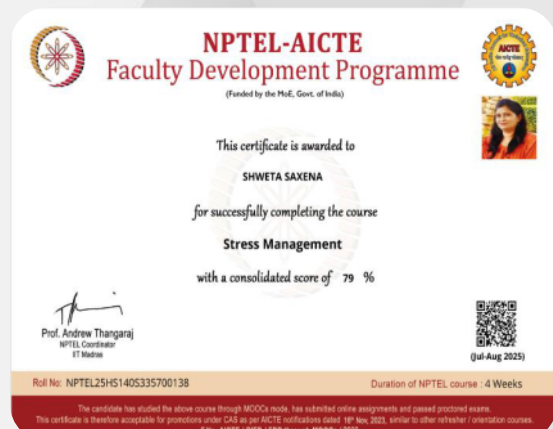 NPTEL-AICTE
Faculty Development Programme
(Funded by the MoE, Govt. of India)
AICTE
This certificate is awarded to
SHWETA SAXENA
for successfully completing the course
Stress Management
with a consolidated score of 79 %
Prof. Andrew Thangaraj
NPTEL Coordinator
IIT Madras
(Jul-Aug 2025)
Roll No: NPTEL25HS140S335700138
Duration of NPTEL course : 4 Weeks
The candidate has studied the above course through MOOCs mode, has submitted online assignments and passed proctored exams.
This certificate is therefore acceptable for promotions under CAS as per AICTE notifications dated 16th Nov, 2023, similar to other refresher / orientation courses.